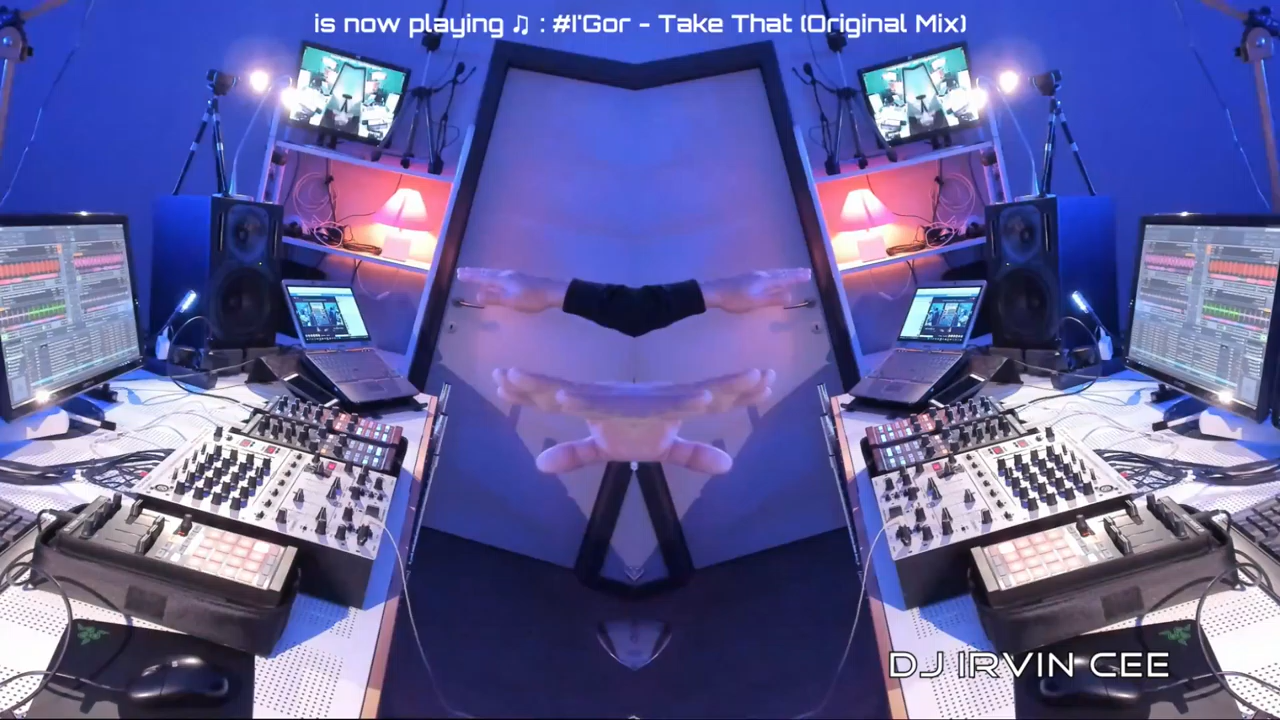 is now playing ♫ : #I'Gor - Take That (Original Mix)
DJ IRVIN CEE